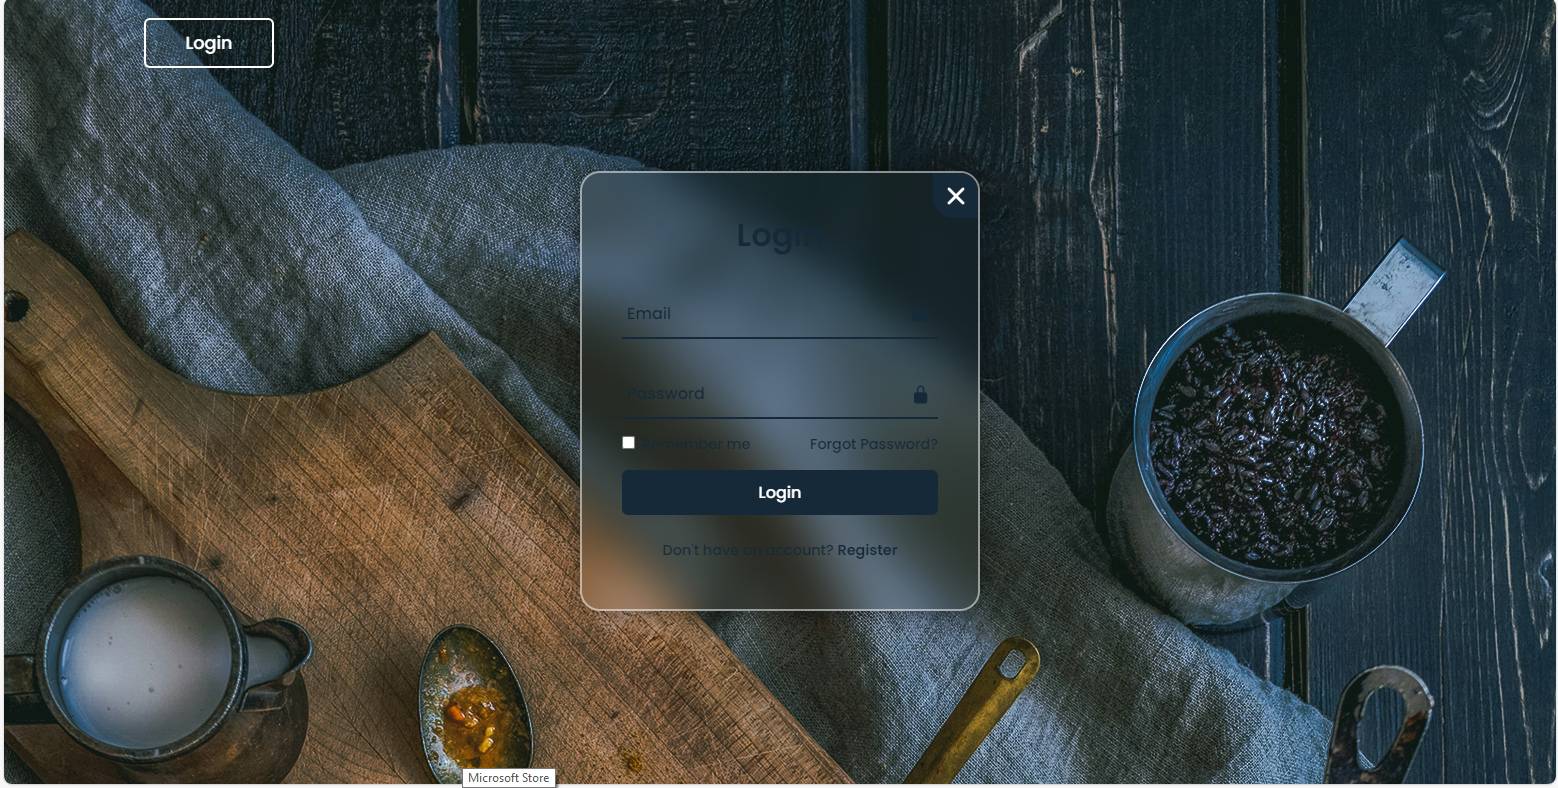 Login
Login
Email
Password
Remember me
Forgot Password?
Login
Don't have an account? Register
Microsoft Store